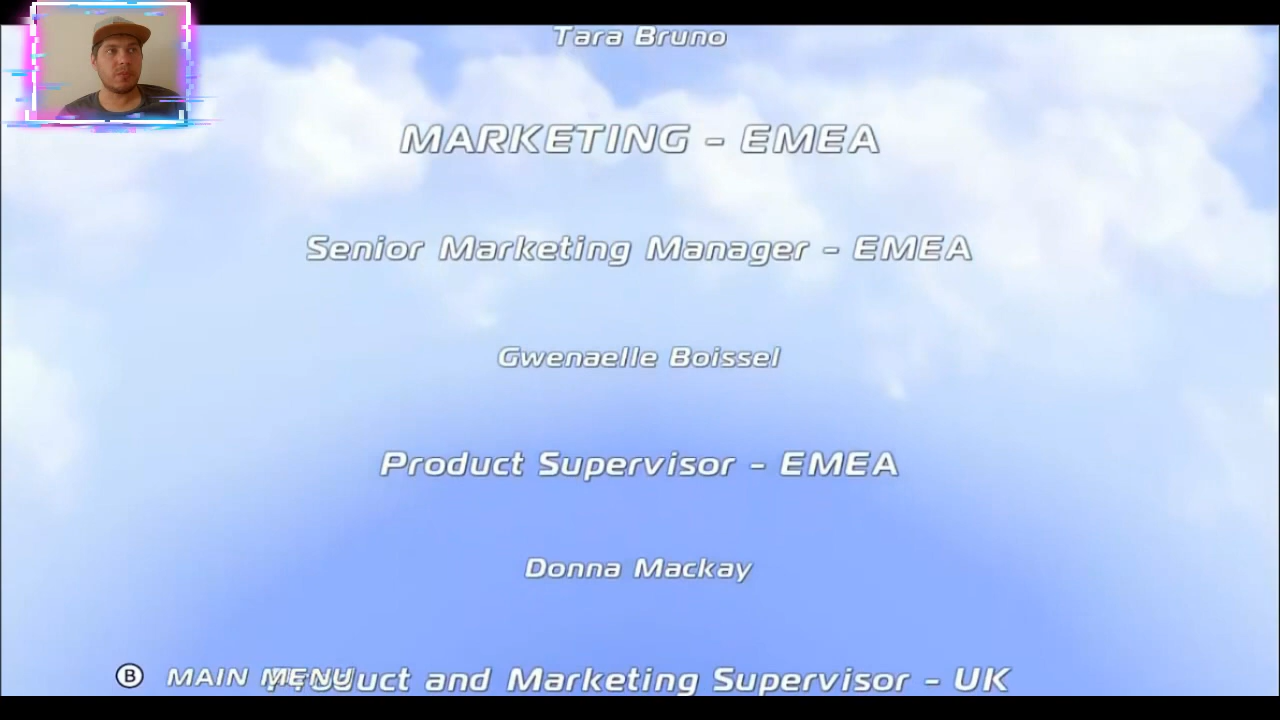 Tara Bruno
MARKETING - EMEA
Senior Marketing Manager - EMEA
Gwenaelle Boissel
Product Supervisor - EMEA
Donna Mackay
Product and Marketing Supervisor - UK
B MAIN MENU